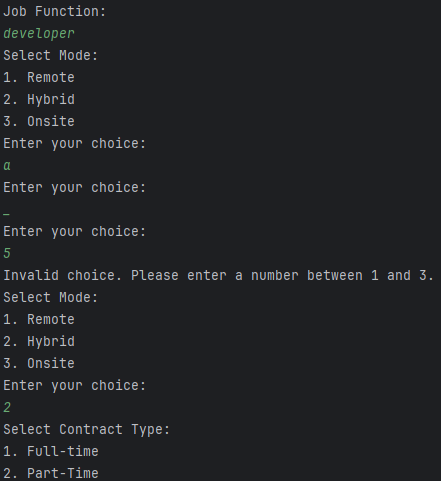 Job Function:
developer
Select Mode:
1. Remote
2. Hybrid
3. Onsite
Enter your choice:
a
Enter your choice:
_
Enter your choice:
5
Invalid choice. Please enter a number between 1 and 3.
Select Mode:
1. Remote
2. Hybrid
3. Onsite
Enter your choice:
2
Select Contract Type:
1. Full-time
2. Part-Time